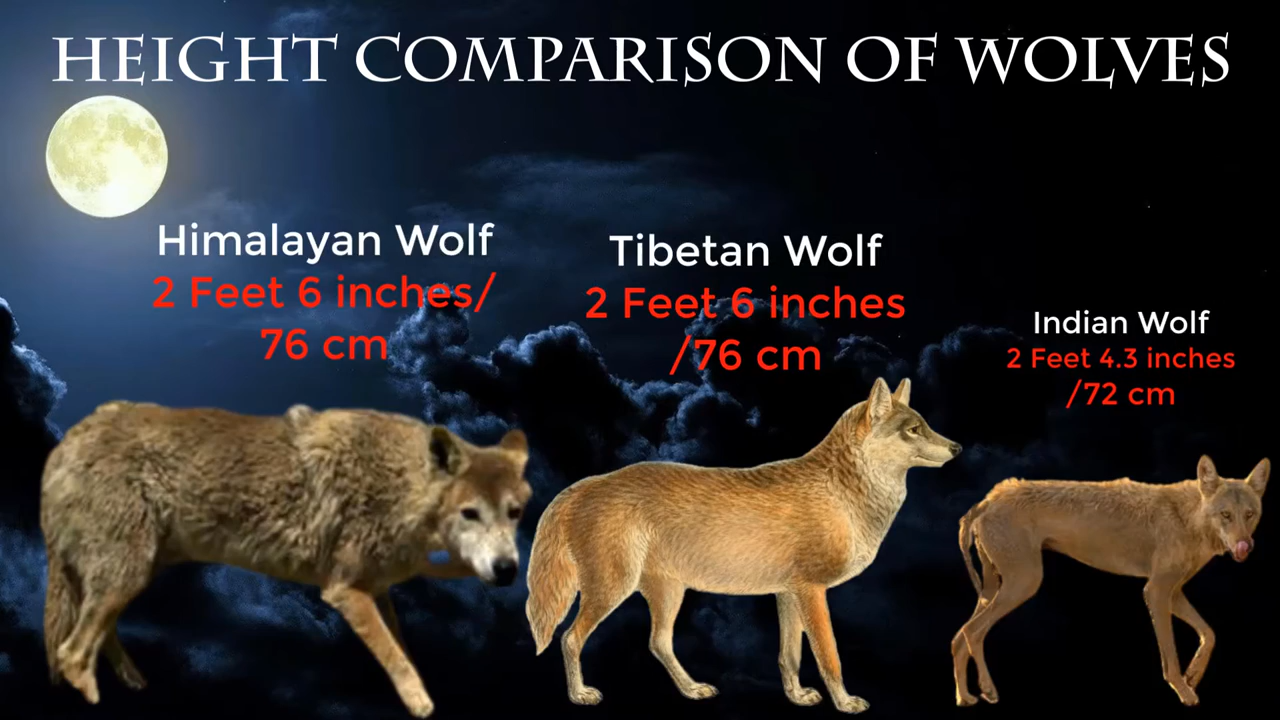 HEIGHT COMPARISON OF WOLVES
Himalayan Wolf
2 Feet 6 inches/
76 cm
Tibetan Wolf
2 Feet 6 inches
/76 cm
Indian Wolf
2 Feet 4.3 inches
/72 cm